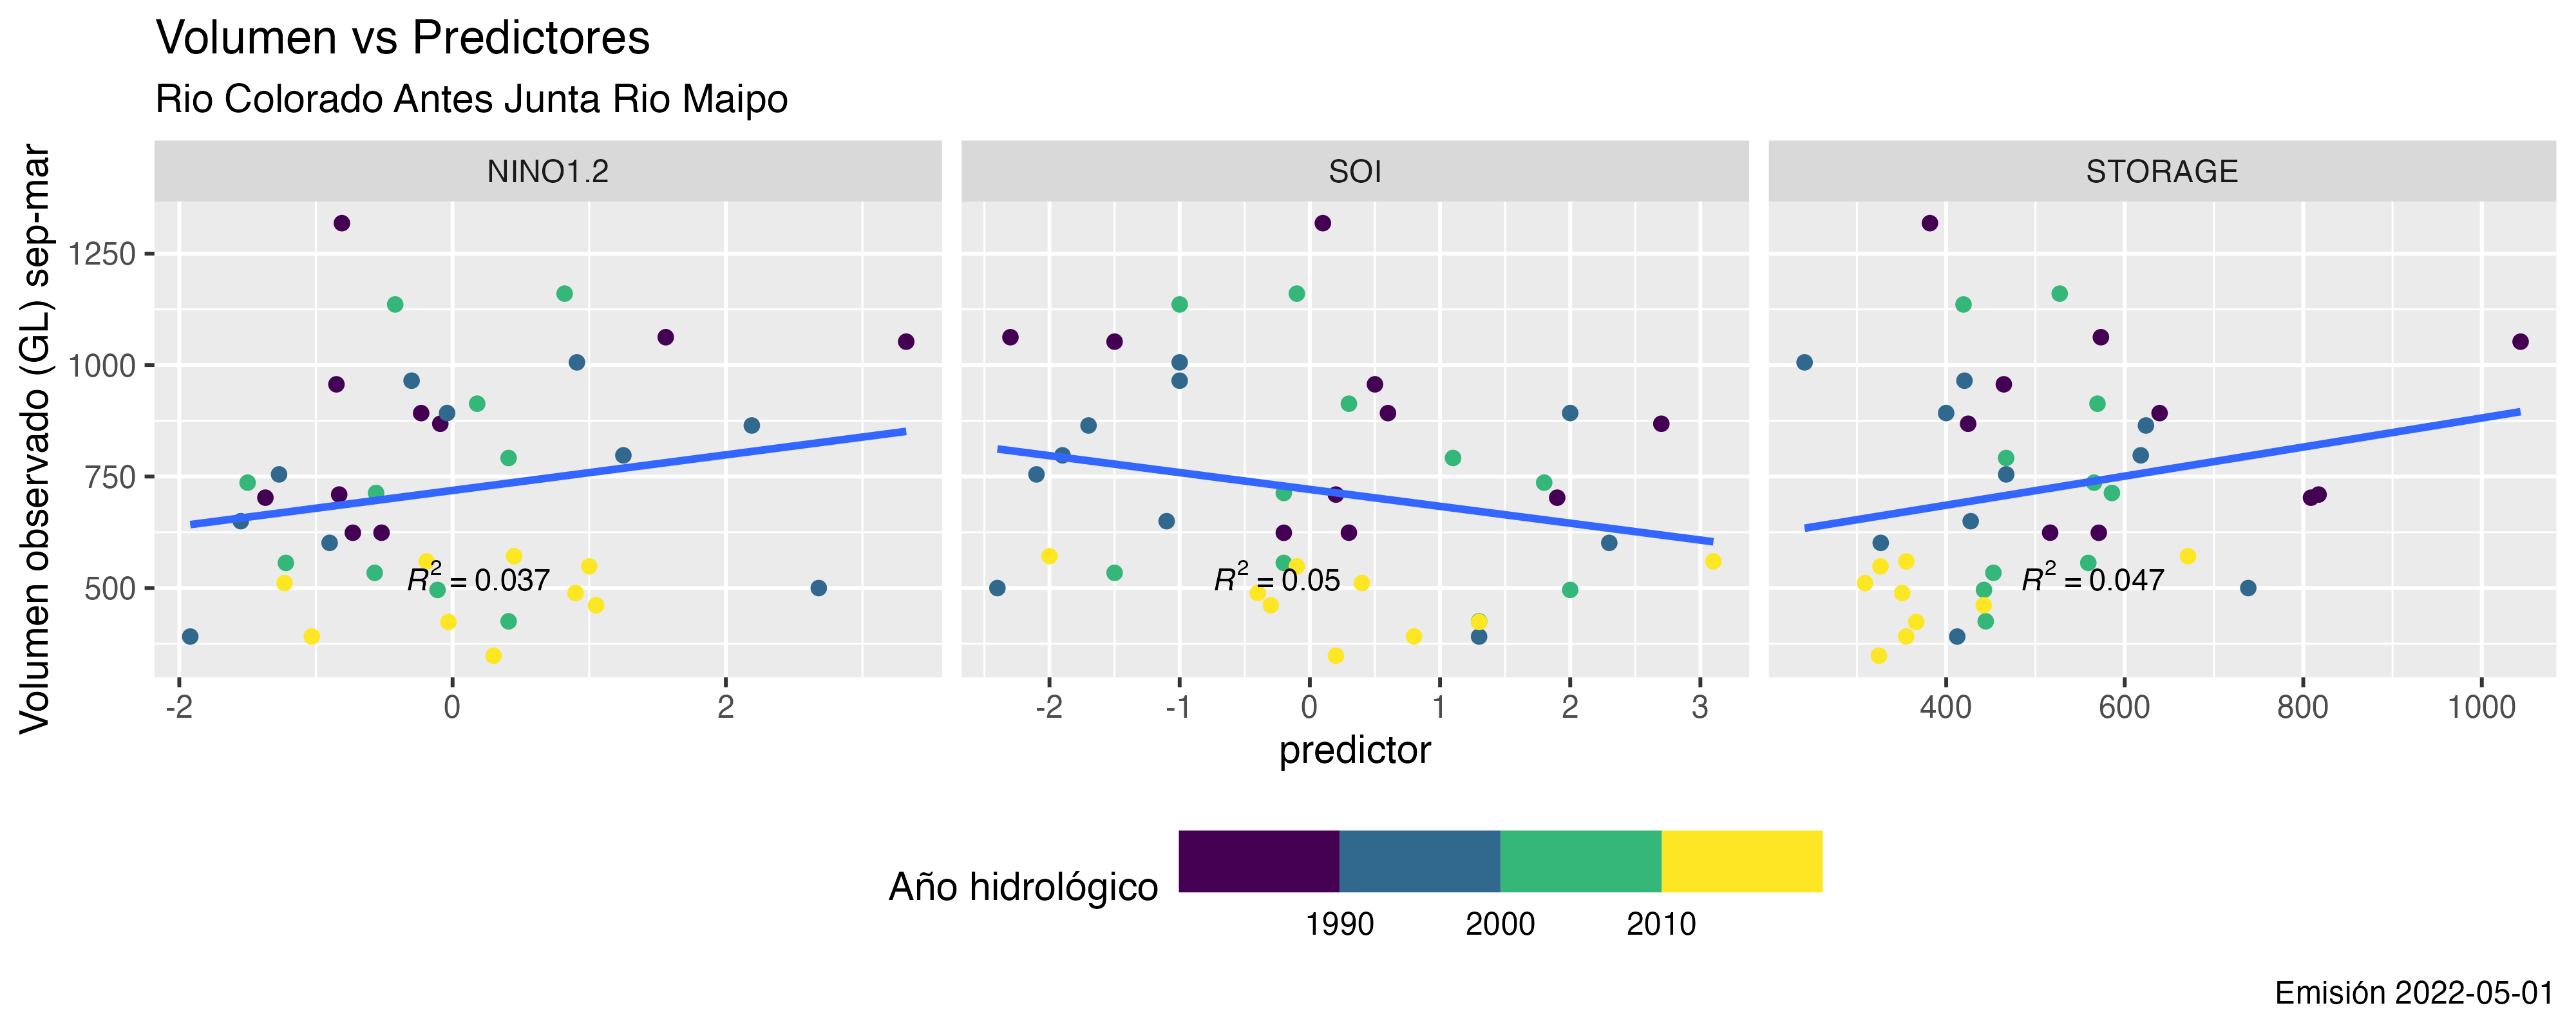 Volumen vs Predictores
Rio Colorado Antes Junta Rio Maipo
Volumen observado (GL) sep-mar
NINO1.2
SOI
STORAGE
1250
1000
750
500
R² = 0.037
R² = 0.05
R² = 0.047
-2 0 2
-2 -1 0 1 2 3
400 600 800 1000
predictor
Año hidrológico
1990 2000 2010
Emisión 2022-05-01